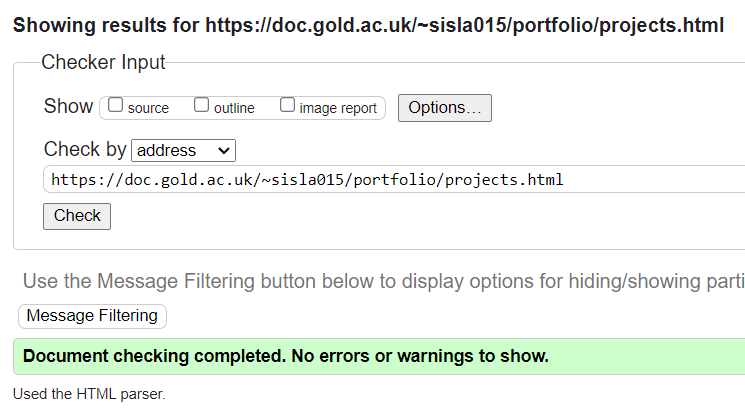 Showing results for https://doc.gold.ac.uk/~sisla015/portfolio/projects.html
Checker Input
Show source outline image report Options...
Check by address
https://doc.gold.ac.uk/~sisla015/portfolio/projects.html
Check
Use the Message Filtering button below to display options for hiding/showing parti
Message Filtering
Document checking completed. No errors or warnings to show.
Used the HTML parser.